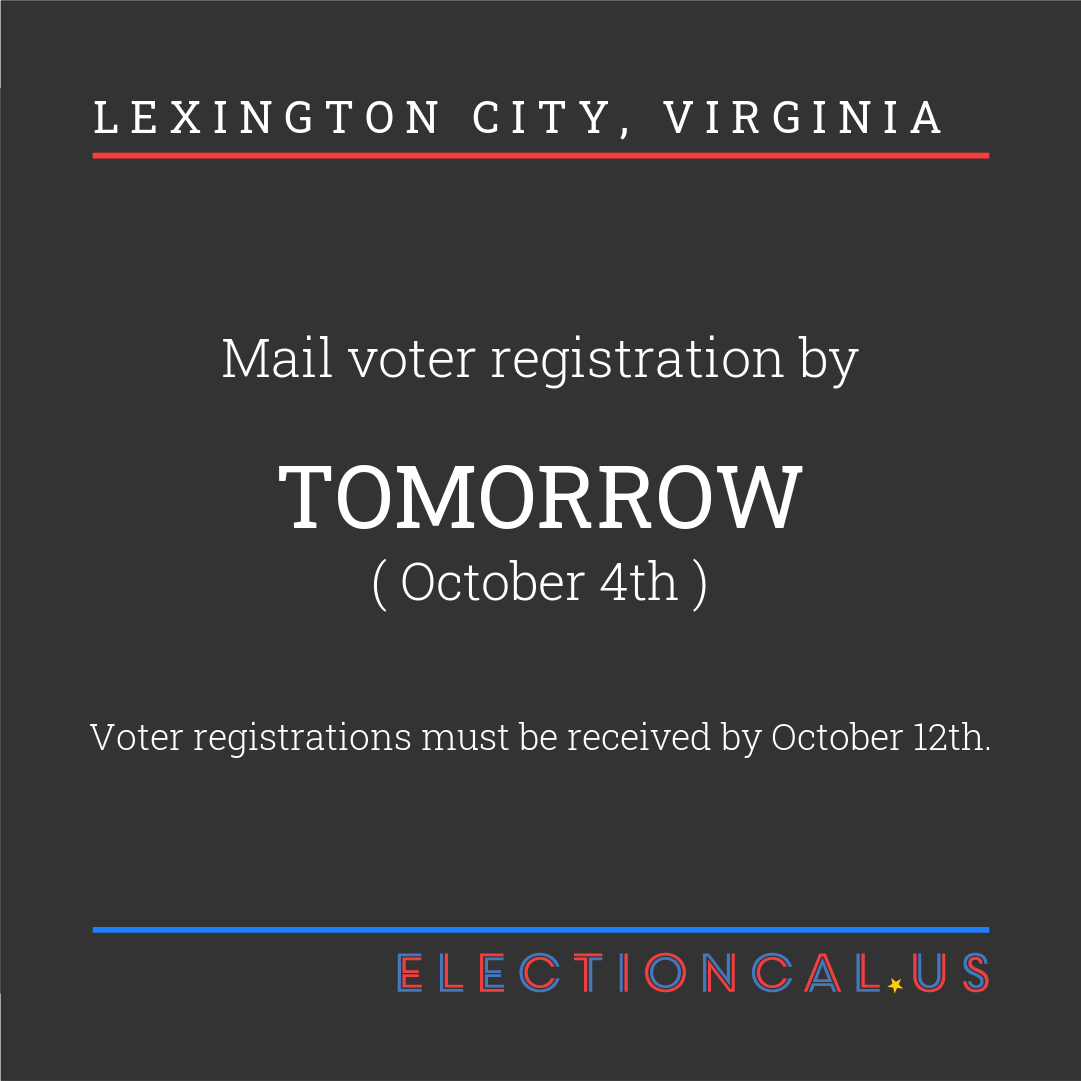 LEXINGTON CITY, VIRGINIA
Mail voter registration by
TOMORROW
( October 4th )
Voter registrations must be received by October 12th.
ELECTIONCAL.US